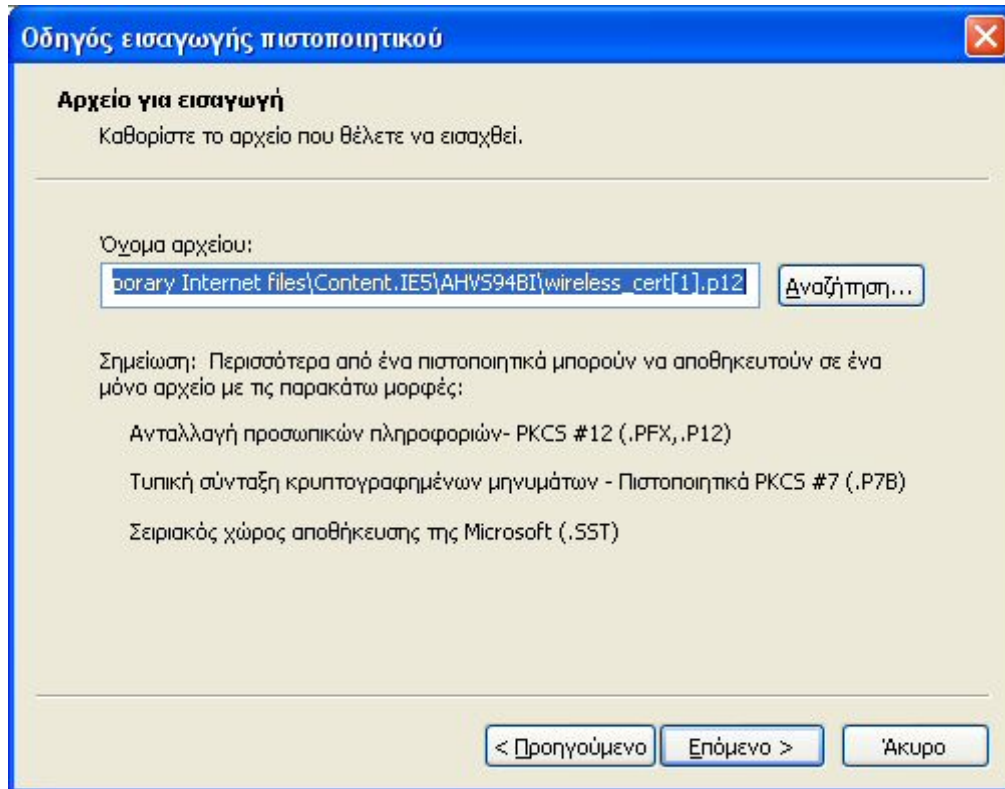 Οδηγός εισαγωγής πιστοποιητικού
Αρχείο για εισαγωγή
Καθορίστε το αρχείο που θέλετε να εισαχθεί.
Όνομα αρχείου:
porary Internet files\Content.IE5\AHVS94BI\wireless_cert[1].p12
Αναζήτηση...
Σημείωση: Περισσότερα από ένα πιστοποιητικά μπορούν να αποθηκευτούν σε ένα
μόνο αρχείο με τις παρακάτω μορφές:
Ανταλλαγή προσωπικών πληροφοριών- PKCS #12 (.PFX,.P12)
Τυπική σύνταξη κρυπτογραφημένων μηνυμάτων - Πιστοποιητικά PKCS #7 (.P7B)
Σειριακός χώρος αποθήκευσης της Microsoft (.SST)
< Προηγούμενο
Επόμενο >
Άκυρο